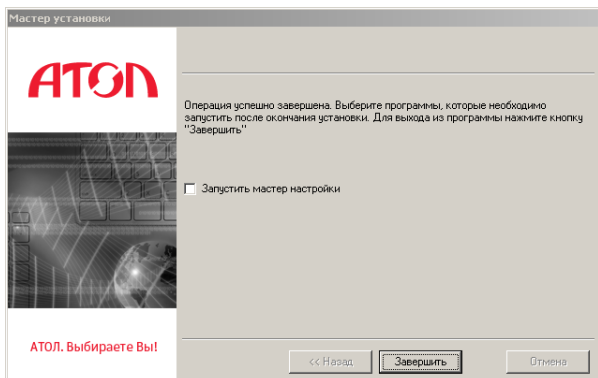 Мастер установки
АТОЛ
Операция успешно завершена. Выберите программы, которые необходимо
запустить после окончания установки. Для выхода из программы нажмите кнопку
"Завершить"
Запустить мастер настройки
АТОЛ. Выбираете Вы!
<< Назад
Завершить
Отмена